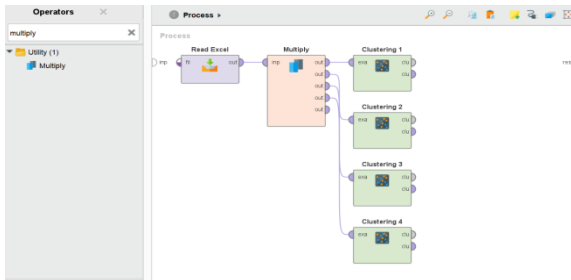 Operators
multiply
Utility (1)
Multiply
Process
Process
inp
Read Excel
fil
out
Multiply
inp
out
out
out
out
out
Clustering 1
exa
clu
clu
Clustering 2
exa
clu
clu
Clustering 3
exa
clu
clu
Clustering 4
exa
clu
clu
res